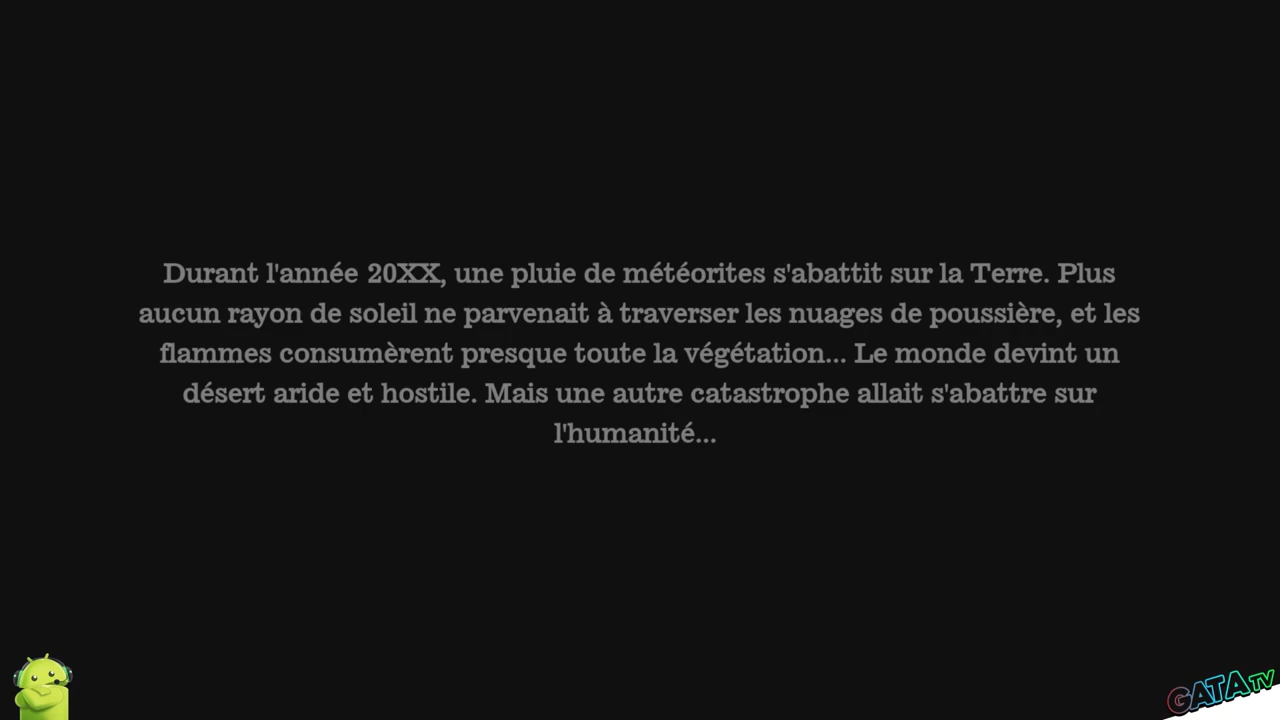 Durant l'année 20XX, une pluie de météorites s'abattit sur la Terre. Plus
aucun rayon de soleil ne parvenait à traverser les nuages de poussière, et les
flammes consumèrent presque toute la végétation... Le monde devint un
désert aride et hostile. Mais une autre catastrophe allait s'abattre sur
l'humanité...
GATA TV